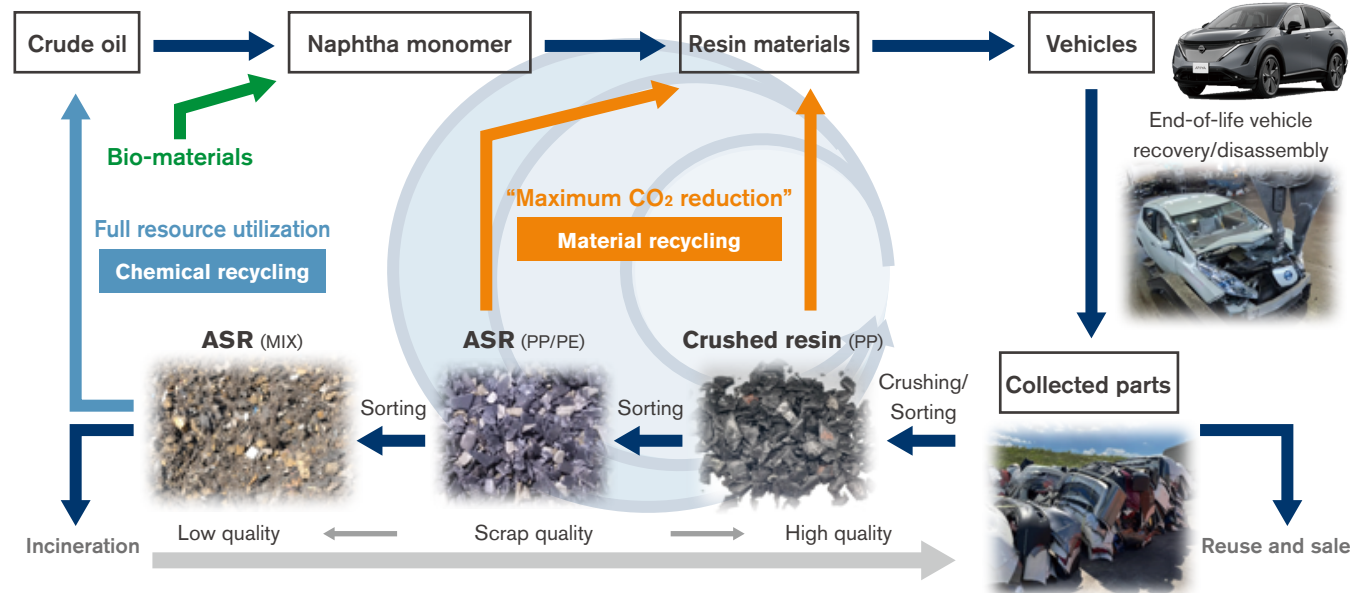 Crude oil
Naphtha monomer
Resin materials
Vehicles
Bio-materials
End-of-life vehicle
recovery/disassembly
"Maximum CO₂ reduction"
Material recycling
Full resource utilization
Chemical recycling
ASR (MIX)
ASR (PP/PE)
Crushed resin (PP)
Collected parts
Crushing/
Sorting
Sorting
Sorting
Incineration
Low quality
Scrap quality
High quality
Reuse and sale